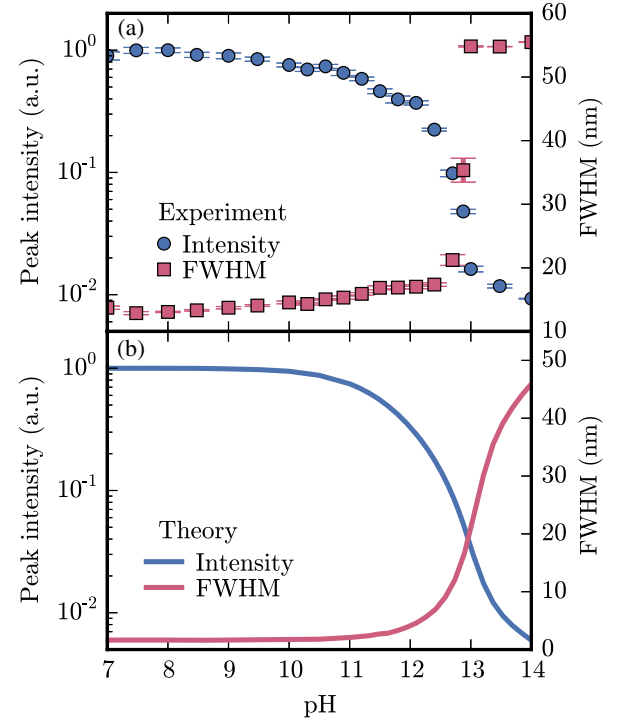 (a)
10^0
10^-1
10^-2
Peak intensity (a.u.)
Experiment
Intensity
FWHM
60
50
40
30
20
10
FWHM (nm)
(b)
10^0
10^-1
10^-2
Peak intensity (a.u.)
Theory
Intensity
FWHM
50
40
30
20
10
0
FWHM (nm)
7 8 9 10 11 12 13 14
pH